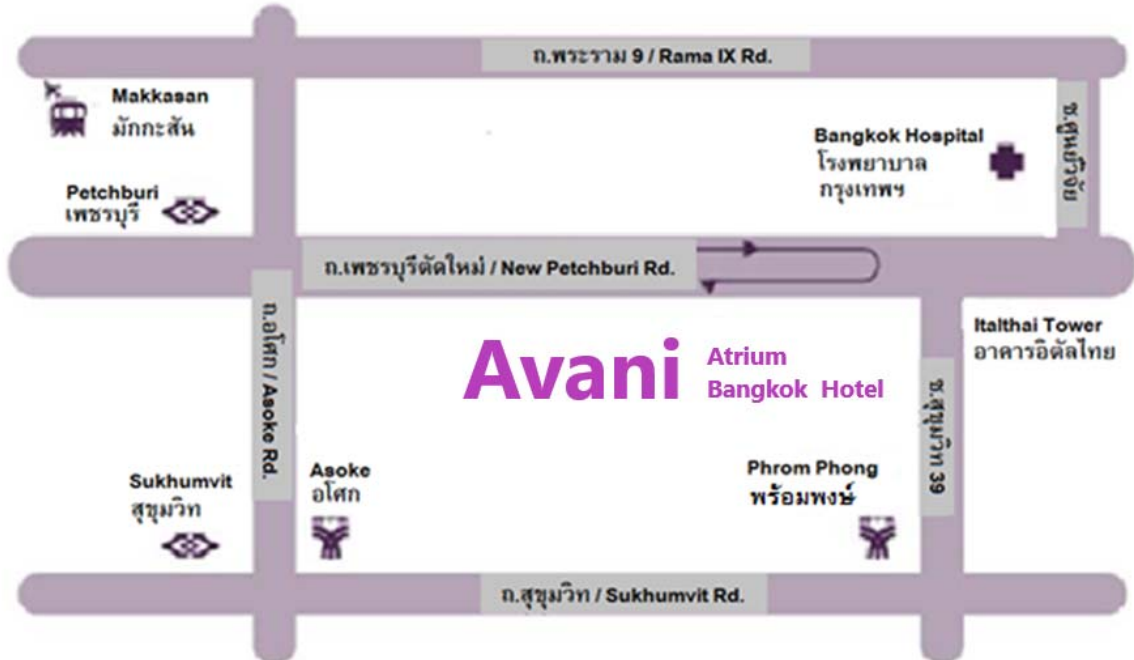 ถ.พระราม 9 / Rama IX Rd.
Makkasan
มักกะสัน
Bangkok Hospital
โรงพยาบาล
กรุงเทพฯ
ซ.ศูนย์วิจัย
Petchburi
เพชรบุรี
ถ.เพชรบุรีตัดใหม่ / New Petchburi Rd.
ถ.อโศก / Asoke Rd.
Avani Atrium
Bangkok Hotel
Italthai Tower
อาคารอิตัลไทย
ซ.สุขุมวิท 39
Sukhumvit
สุขุมวิท
Asoke
อโศก
Phrom Phong
พร้อมพงษ์
ถ.สุขุมวิท / Sukhumvit Rd.